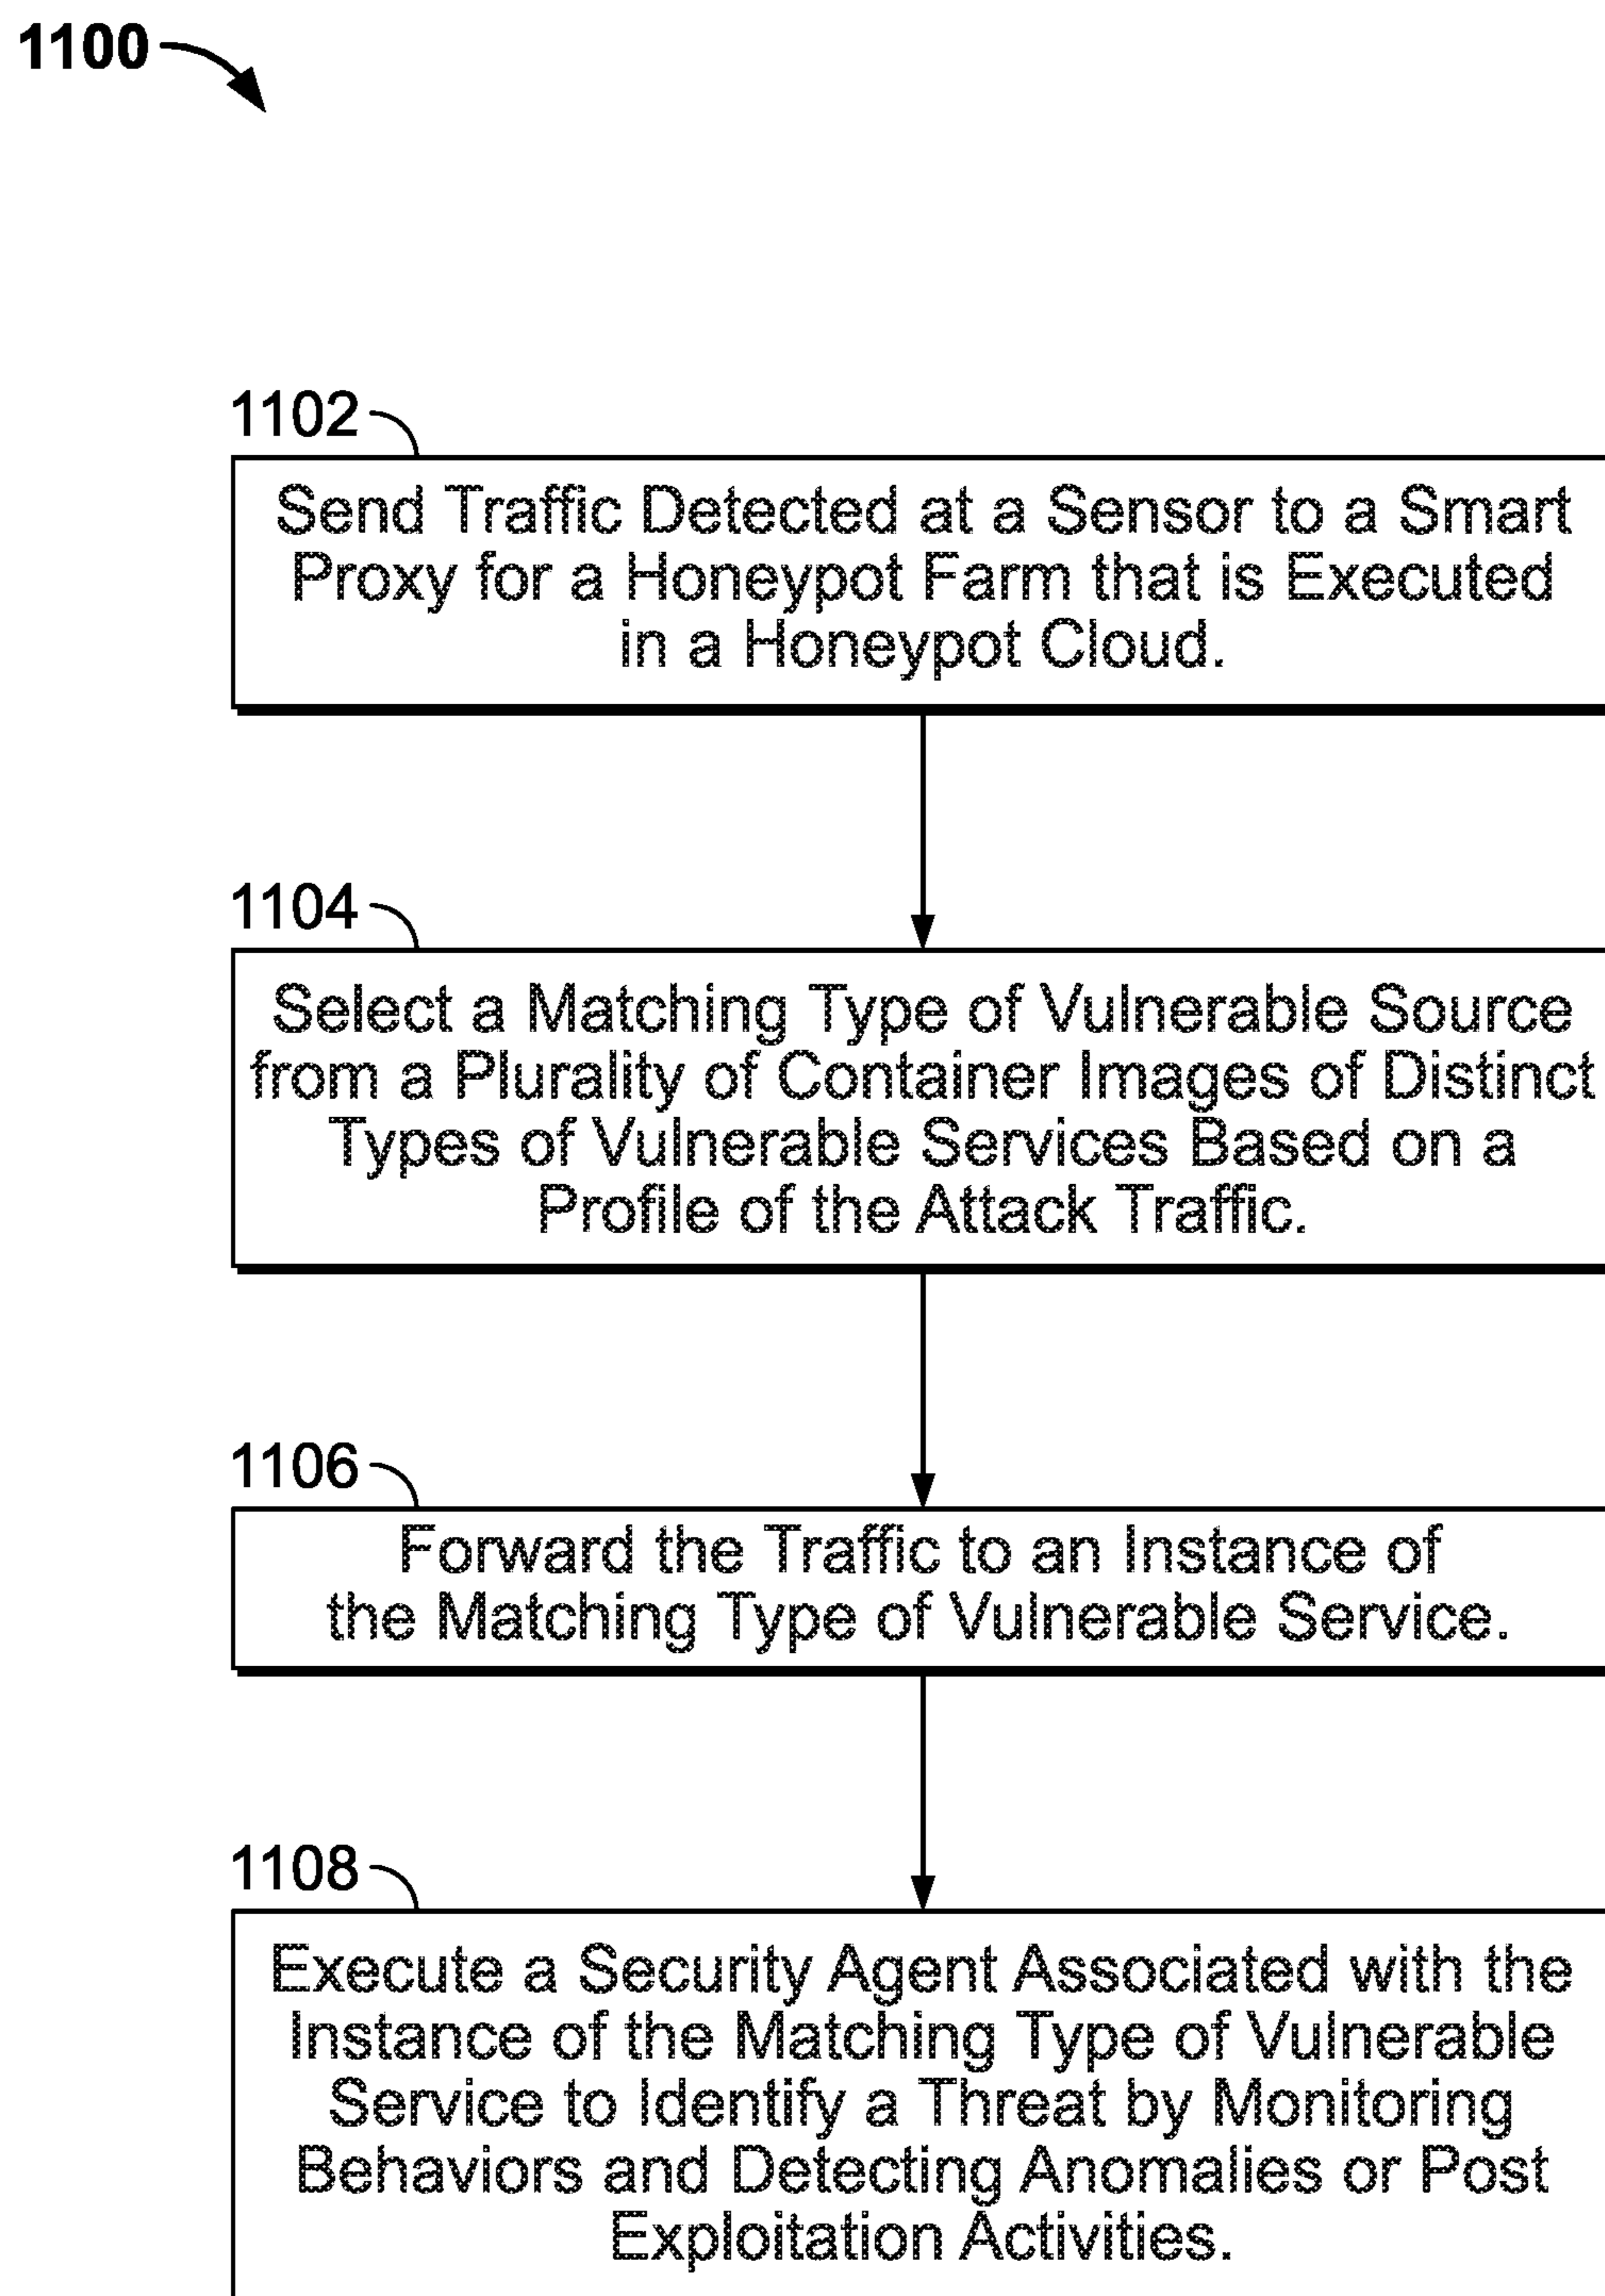 1100
1102
Send Traffic Detected at a Sensor to a Smart
Proxy for a Honeypot Farm that is Executed
in a Honeypot Cloud.
1104
Select a Matching Type of Vulnerable Source
from a Plurality of Container Images of Distinct
Types of Vulnerable Services Based on a
Profile of the Attack Traffic.
1106
Forward the Traffic to an Instance of
the Matching Type of Vulnerable Service.
1108
Execute a Security Agent Associated with the
Instance of the Matching Type of Vulnerable
Service to Identify a Threat by Monitoring
Behaviors and Detecting Anomalies or Post
Exploitation Activities.